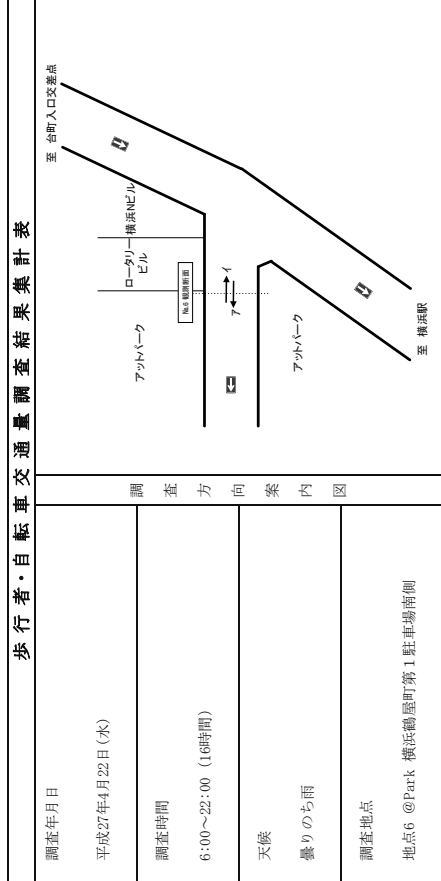 歩行者・自転車交通量調査結果集計表
調査年月日
平成27年4月22日(水)
調査時間
6:00～22:00 (16時間)
天候
曇りのち雨
調査地点
地点6 @Park 横浜鶴屋町第1駐車場南側
調査方向案内図
至 台町入口交差点
横浜Nビル
ロータリー
ビル
アットパーク
№6 観測断面
イ
ア
アットパーク
至 横浜駅